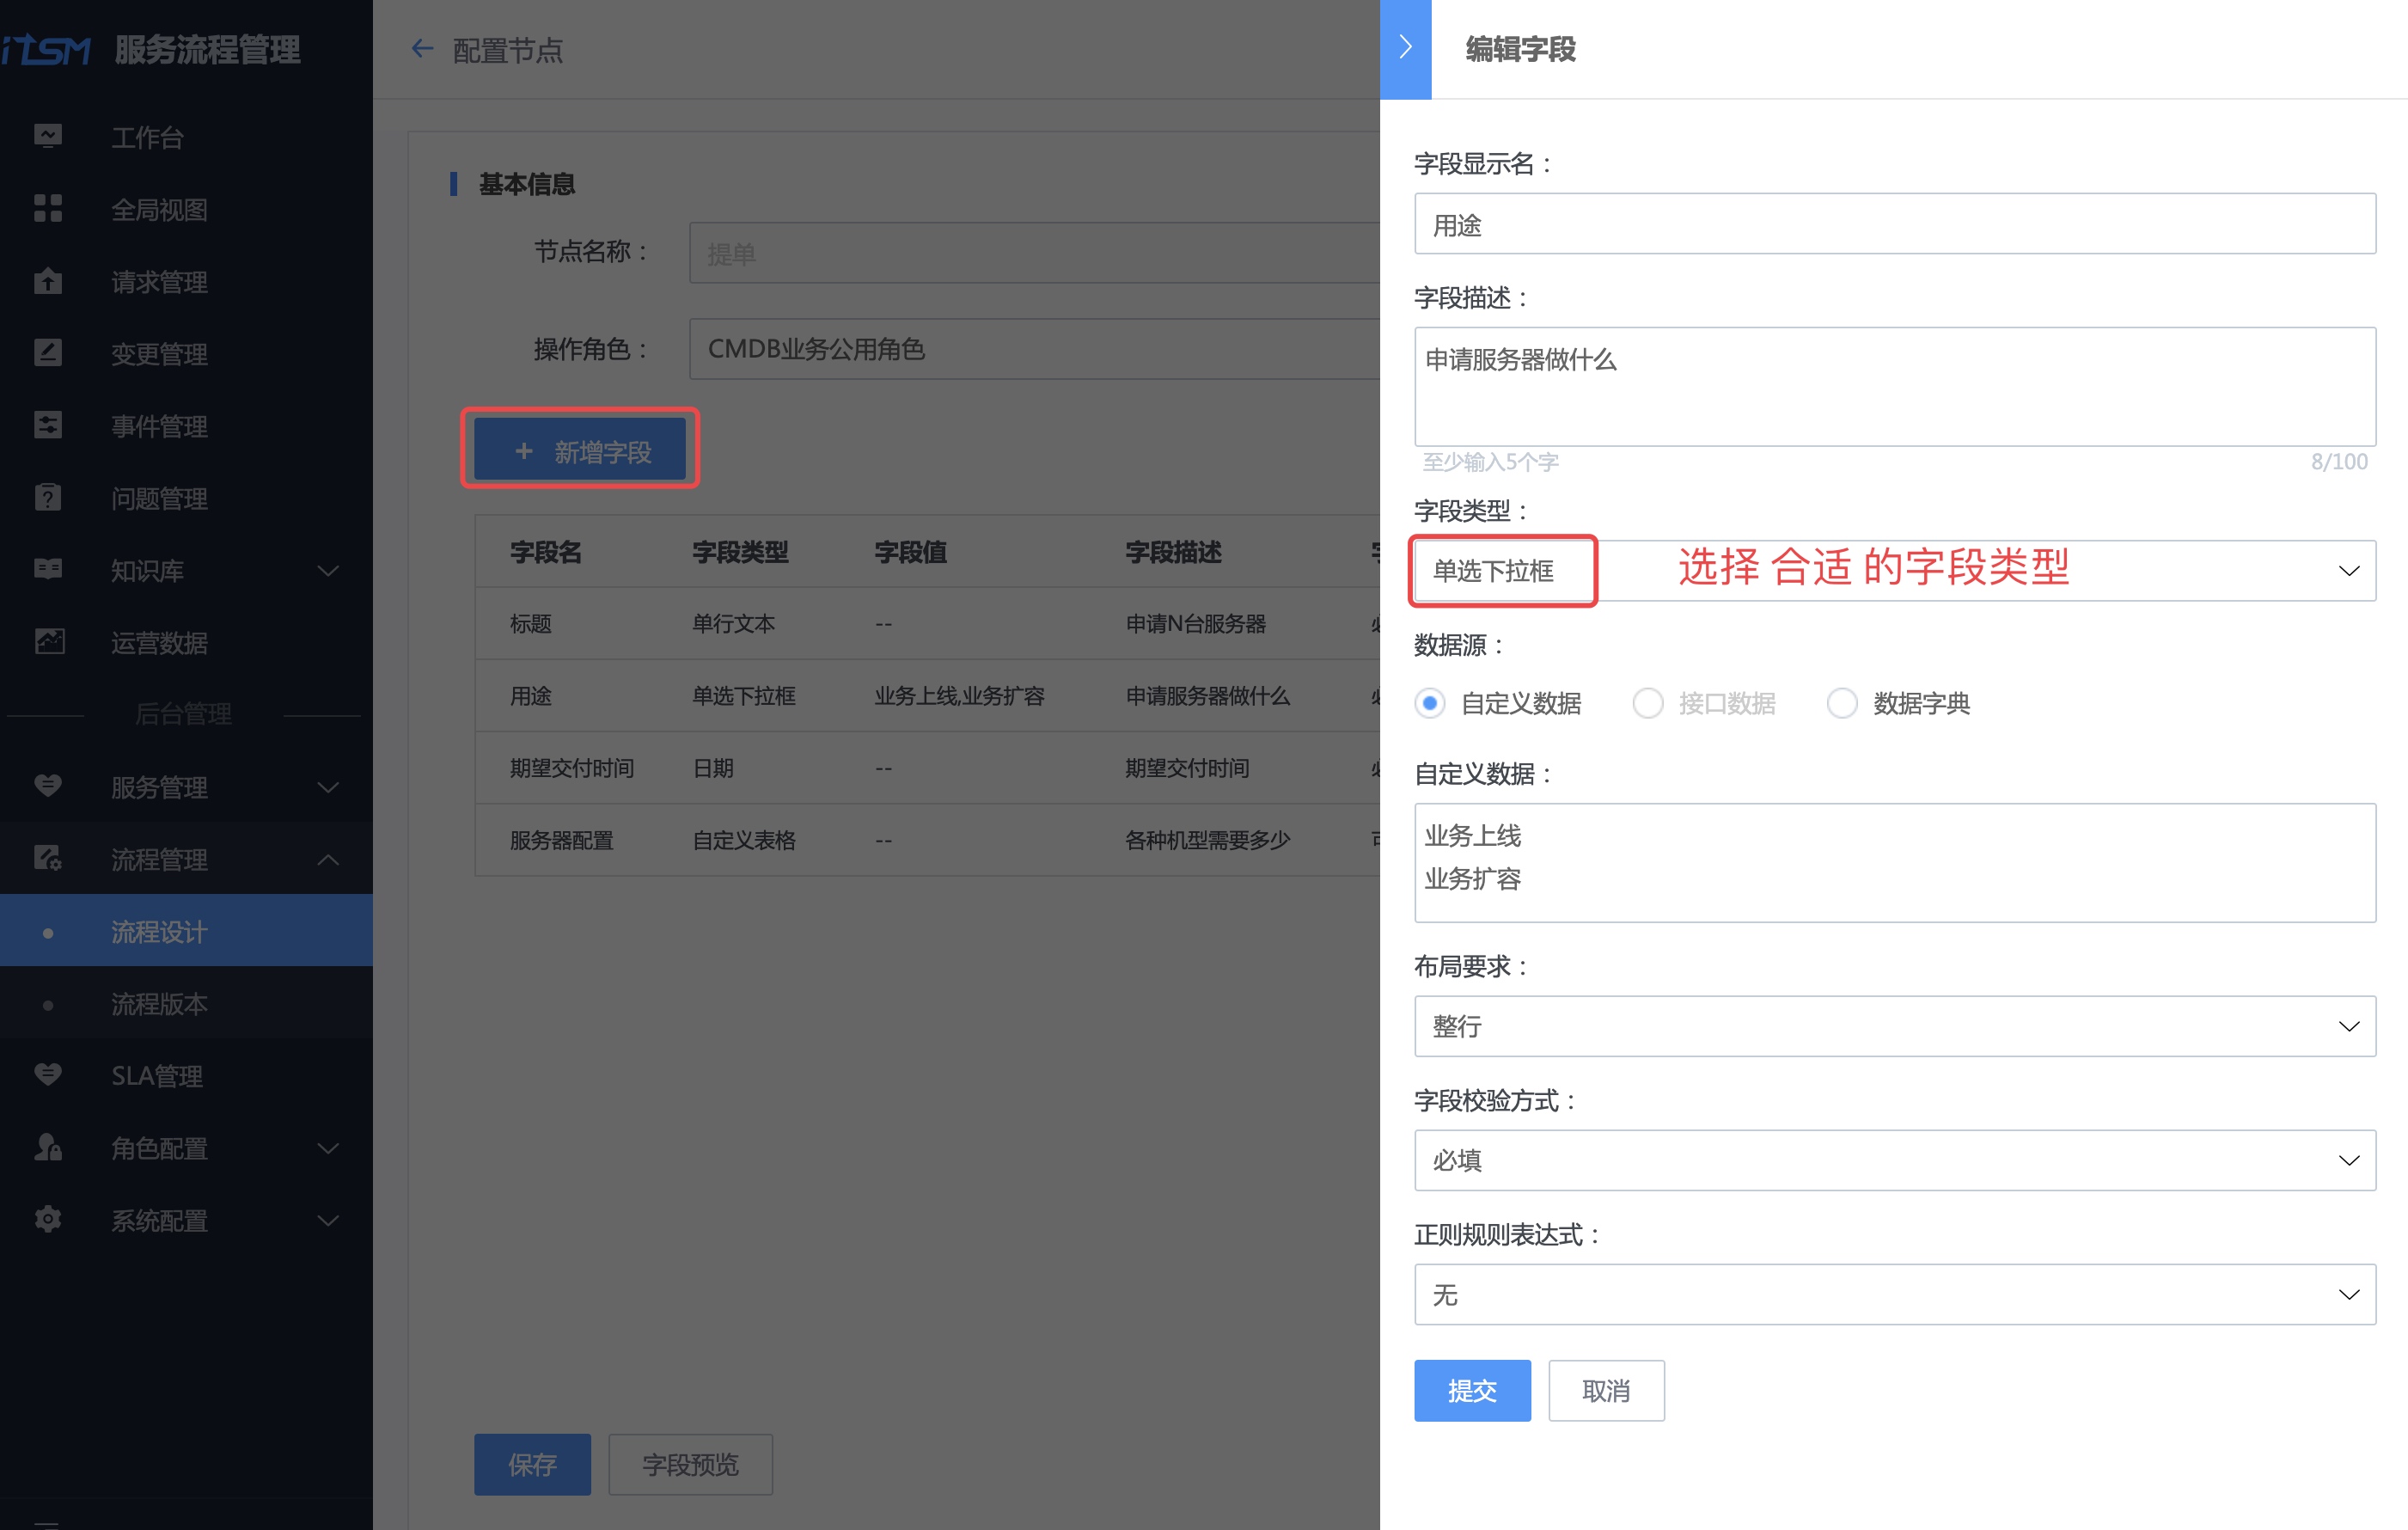 iTSM 服务流程管理
工作台
全局视图
请求管理
变更管理
事件管理
问题管理
知识库
运营数据
后台管理
服务管理
流程管理
流程设计
流程版本
SLA管理
角色配置
系统配置
配置节点
基本信息
节点名称：
提单
操作角色：
CMDB业务公用角色
+ 新增字段
字段名 字段类型 字段值 字段描述
标题 单行文本 -- 申请N台服务器
用途 单选下拉框 业务上线,业务扩容 申请服务器做什么
期望交付时间 日期 -- 期望交付时间
服务器配置 自定义表格 -- 各种机型需要多少
保存 字段预览
编辑字段
字段显示名：
用途
字段描述：
申请服务器做什么
至少输入5个字 8/100
字段类型：
单选下拉框 选择 合适 的字段类型
数据源：
自定义数据 接口数据 数据字典
自定义数据：
业务上线
业务扩容
布局要求：
整行
字段校验方式：
必填
正则规则表达式：
无
提交 取消